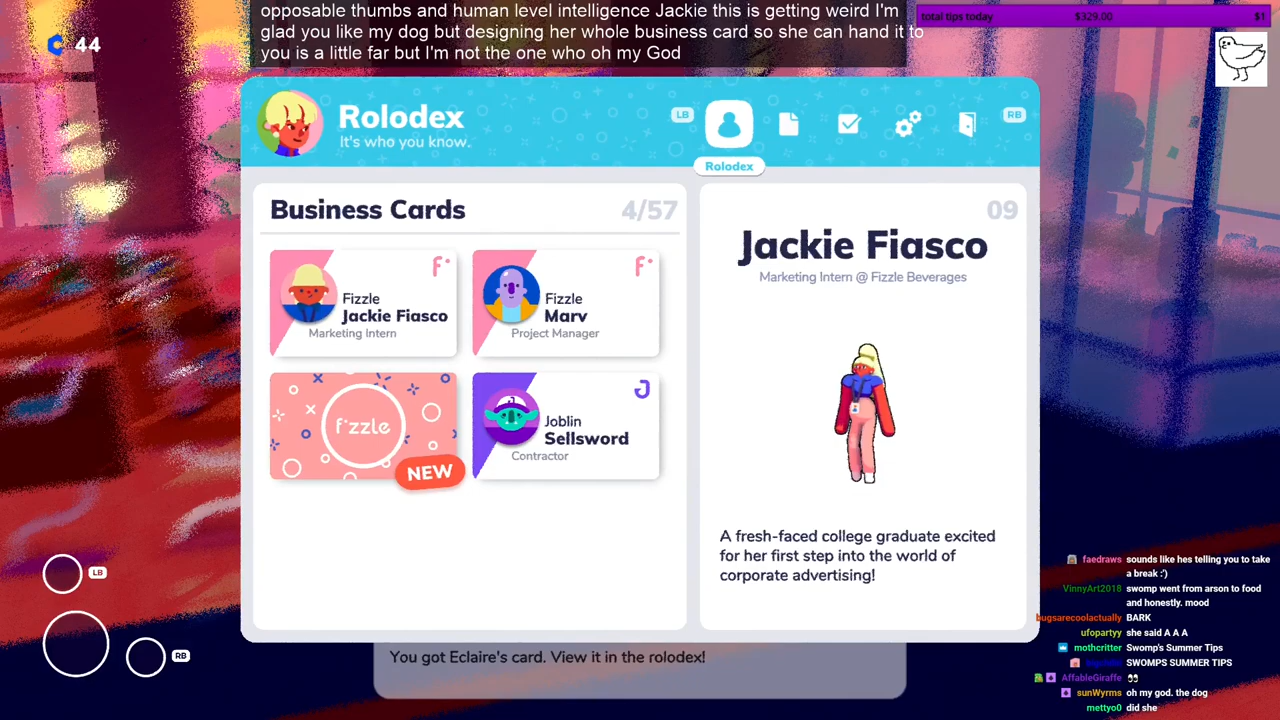 opposable thumbs and human level intelligence Jackie this is getting weird I'm
glad you like my dog but designing her whole business card so she can hand it to
you is a little far but I'm not the one who oh my God
total tips today $329.00 $1
44
Rolodex
It's who you know.
LB
RB
Rolodex
Business Cards 4/57
Fizzle
Jackie Fiasco
Marketing Intern
Fizzle
Marv
Project Manager
fizzle
NEW
J
Joblin
Sellsword
Contractor
09
Jackie Fiasco
Marketing Intern @ Fizzle Beverages
A fresh-faced college graduate excited
for her first step into the world of
corporate advertising!
You got Eclaire's card. View it in the rolodex!
LB
RB
faedraws sounds like hes telling you to take
a break :')
VinnyArt2018 swomp went from arson to food
and honestly. mood
bugsarecoolactually BARK
ufopartyy she said A A A
mothcritter Swomp's Summer Tips
SWOMPS SUMMER TIPS
AffableGiraffe 👀
sunWyrms oh my god. the dog
mettyo0 did she